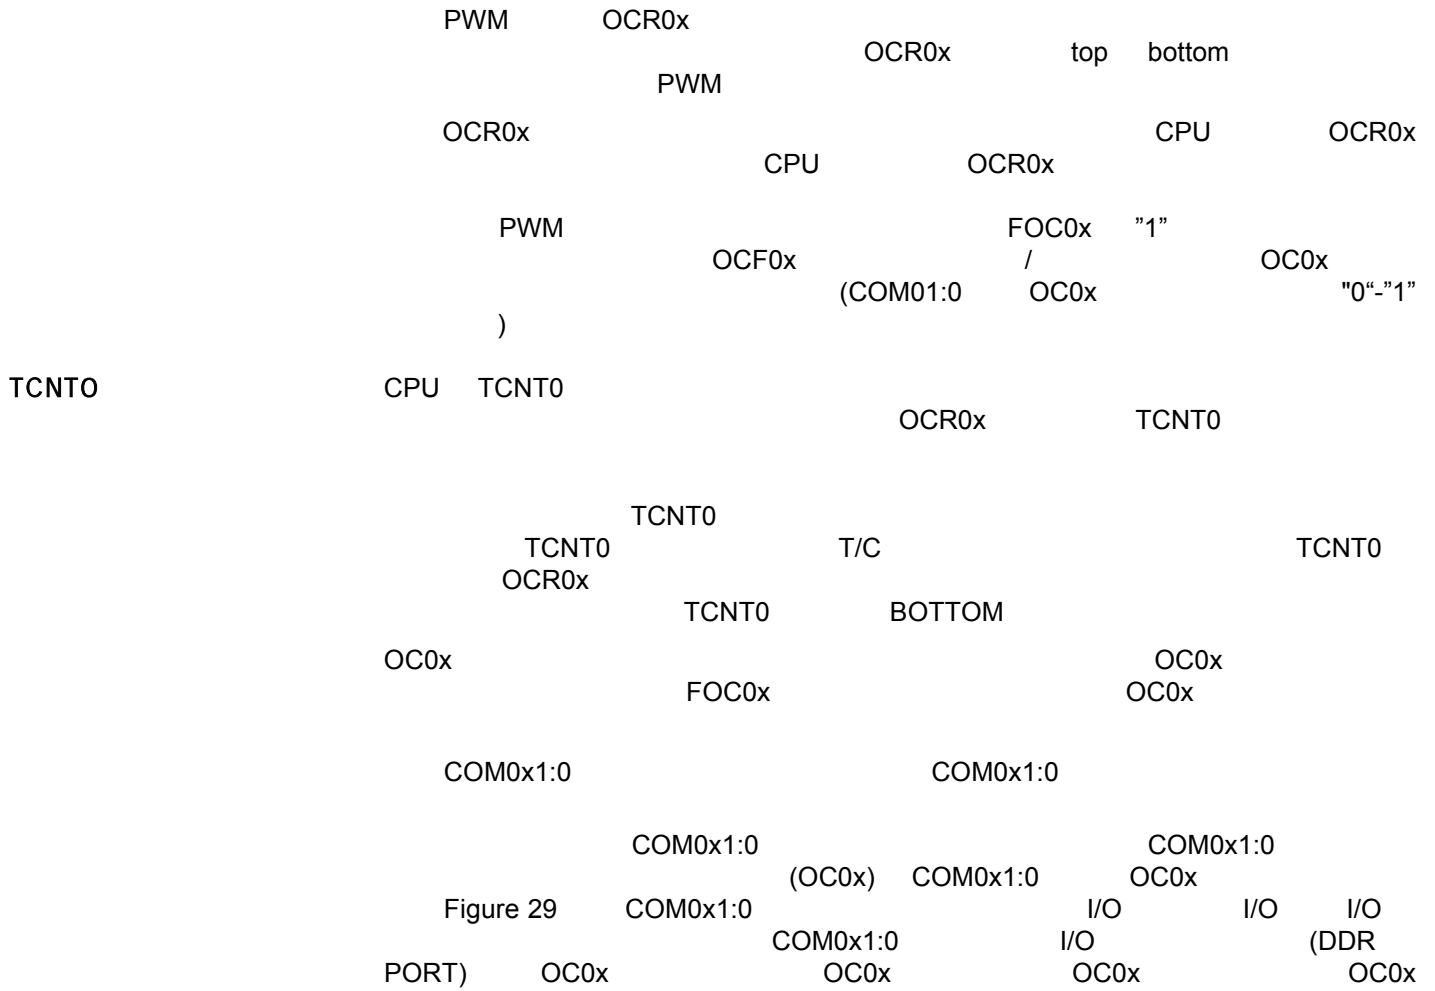 PWM OCR0x
OCR0x top bottom
PWM
OCR0x CPU OCR0x
CPU OCR0x
PWM FOC0x ”1”
OCF0x / OC0x
(COM01:0 OC0x "0“-”1”
)
TCNT0 CPU TCNT0
OCR0x TCNT0
TCNT0
TCNT0 T/C TCNT0
OCR0x
TCNT0 BOTTOM
OC0x OC0x
FOC0x OC0x
COM0x1:0 COM0x1:0
COM0x1:0 COM0x1:0
(OC0x) COM0x1:0 OC0x
Figure 29 COM0x1:0 I/O I/O I/O
COM0x1:0 I/O (DDR
PORT) OC0x OC0x OC0x OC0x